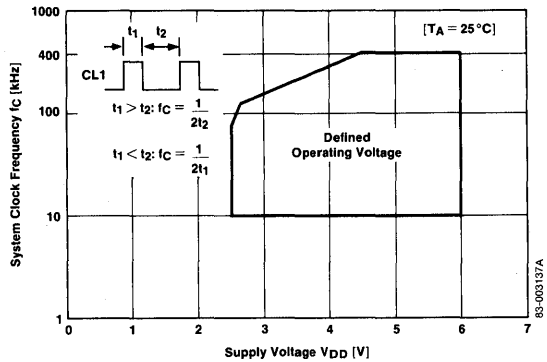 1000
[TA = 25°C]
t1 t2
400
CL1
t1 > t2: fC = 1/2t2
100
Defined
Operating Voltage
t1 < t2: fC = 1/2t1
10
1
0 1 2 3 4 5 6 7
System Clock Frequency fC [kHz]
Supply Voltage VDD [V]
83-003137A